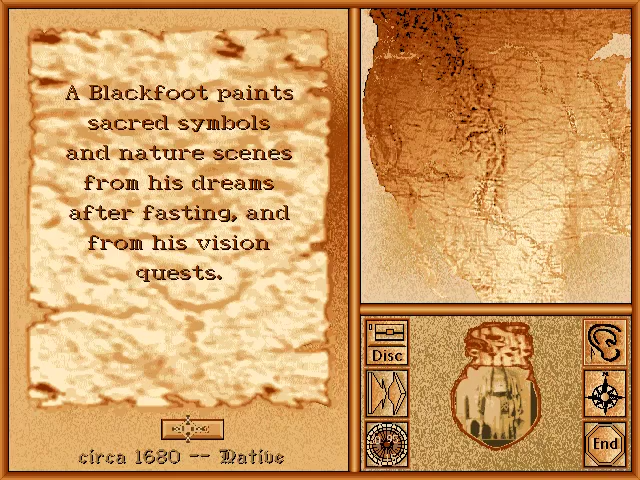 A Blackfoot paints
sacred symbols
and nature scenes
from his dreams
after fasting, and
from his vision
quests.
circa 1680 -- Native
Disc
N
End